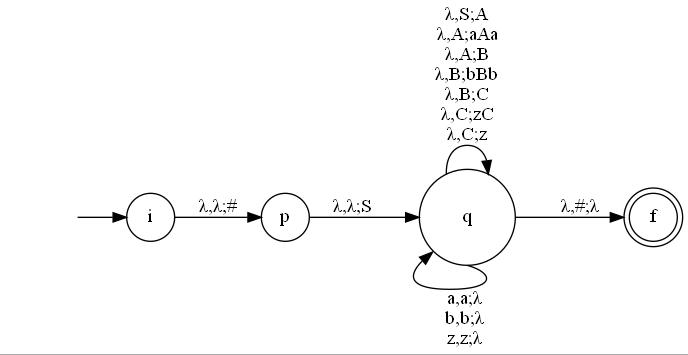 λ,S;A
λ,A;aAa
λ,A;B
λ,B;bBb
λ,B;C
λ,C;zC
λ,C;z
i
λ,λ;#
p
λ,λ;S
q
λ,#;λ
f
a,a;λ
b,b;λ
z,z;λ